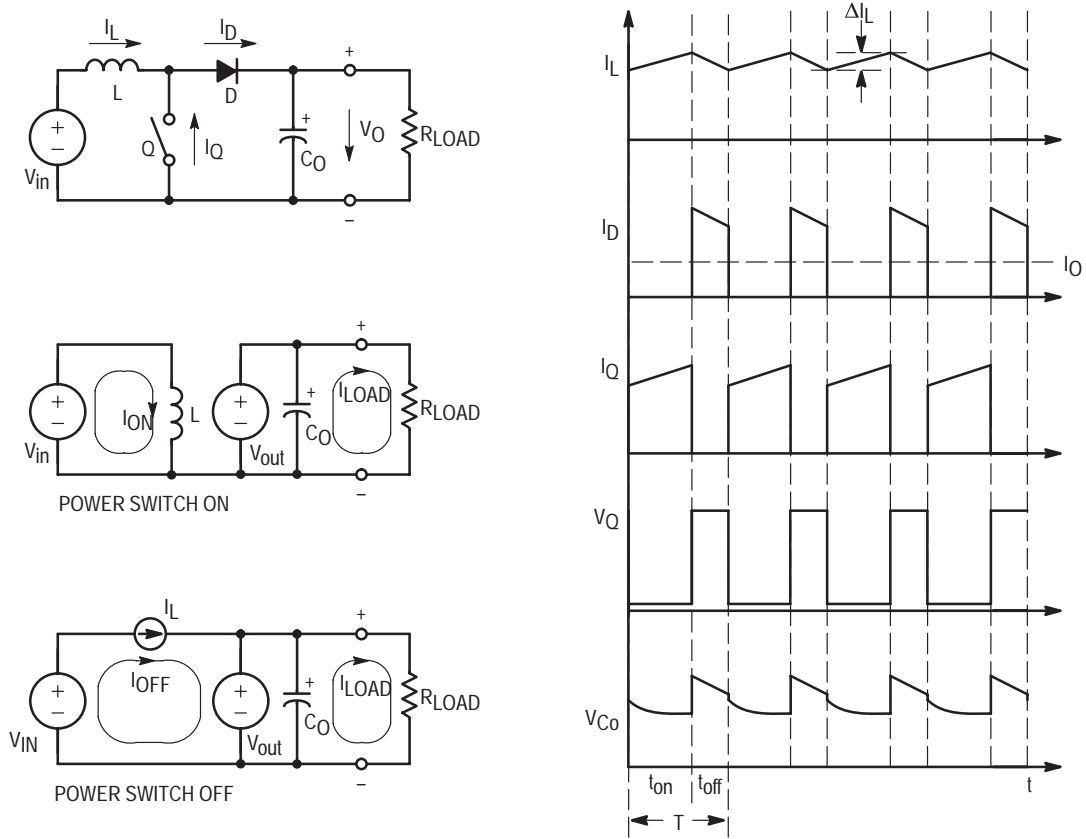 I_L
I_D
L
D
+
Q
I_Q
+
C_O
V_O
R_LOAD
V_in
+
–
–
+
I_ON
L
V_in
+
–
+
–
V_out
+
C_O
I_LOAD
R_LOAD
–
POWER SWITCH ON
I_L
+
I_OFF
V_IN
+
–
+
–
V_out
+
C_O
I_LOAD
R_LOAD
–
POWER SWITCH OFF
ΔI_L
I_L
I_D
I_O
I_Q
V_Q
V_Co
t_on
t_off
t
T